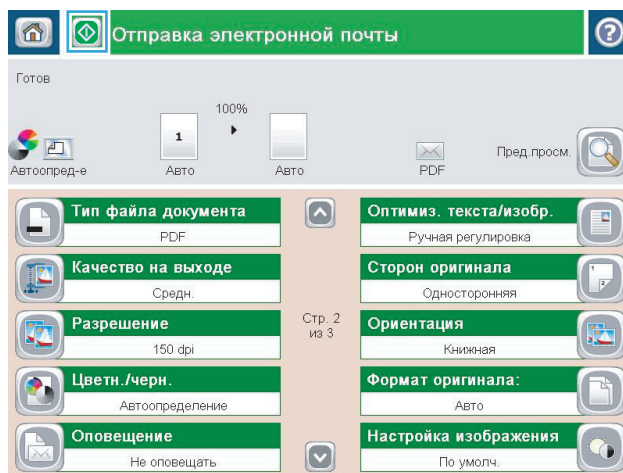 Отправка электронной почты
?
Готов
100%
1
Автоопред-е
Авто
Авто
PDF
Пред.просм.
Тип файла документа
PDF
Качество на выходе
Средн.
Разрешение
150 dpi
Цветн./черн.
Автоопределение
Оповещение
Не оповещать
Стр. 2
из 3
Оптимиз. текста/изобр.
Ручная регулировка
Сторон оригинала
Односторонняя
1
2
Ориентация
Книжная
Формат оригинала:
Авто
Настройка изображения
По умолч.